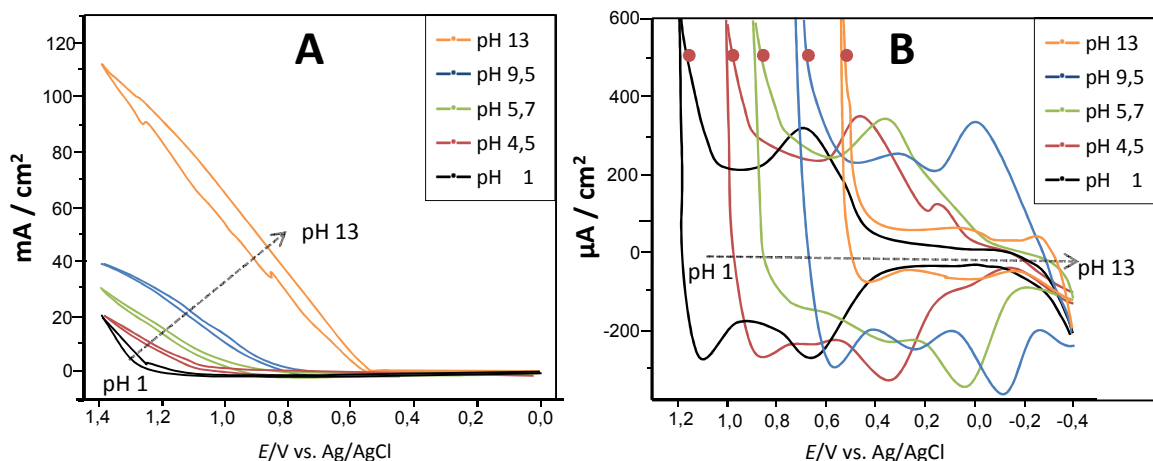 A
120
100
80
60
40
20
0
mA / cm²
pH 13
pH 9,5
pH 5,7
pH 4,5
pH 1
pH 13
pH 1
1,4
1,2
1,0
0,8
0,6
0,4
0,2
0,0
E/V vs. Ag/AgCl
B
600
400
200
0
-200
µA / cm²
pH 13
pH 9,5
pH 5,7
pH 4,5
pH 1
pH 1
pH 13
1,2
1,0
0,8
0,6
0,4
0,2
0,0
-0,2
-0,4
E/V vs. Ag/AgCl